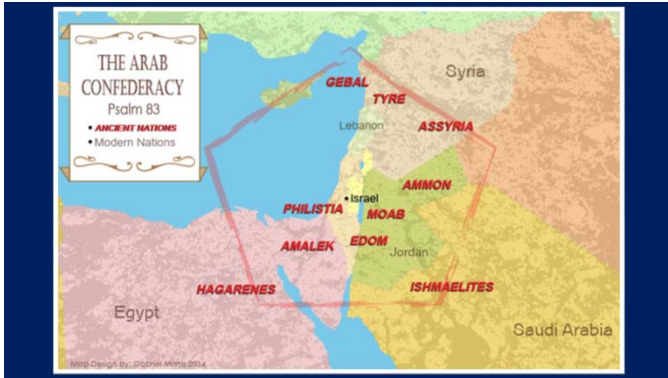 THE ARAB
CONFEDERACY
Psalm 83
• ANCIENT NATIONS
• Modern Nations
GEBAL
TYRE
Syria
Lebanon
ASSYRIA
AMMON
Israel
PHILISTIA
MOAB
AMALEK
EDOM
Jordan
HAGARENES
ISHMAELITES
Egypt
Saudi Arabia
Map Design by: Gabriel Morris 2014